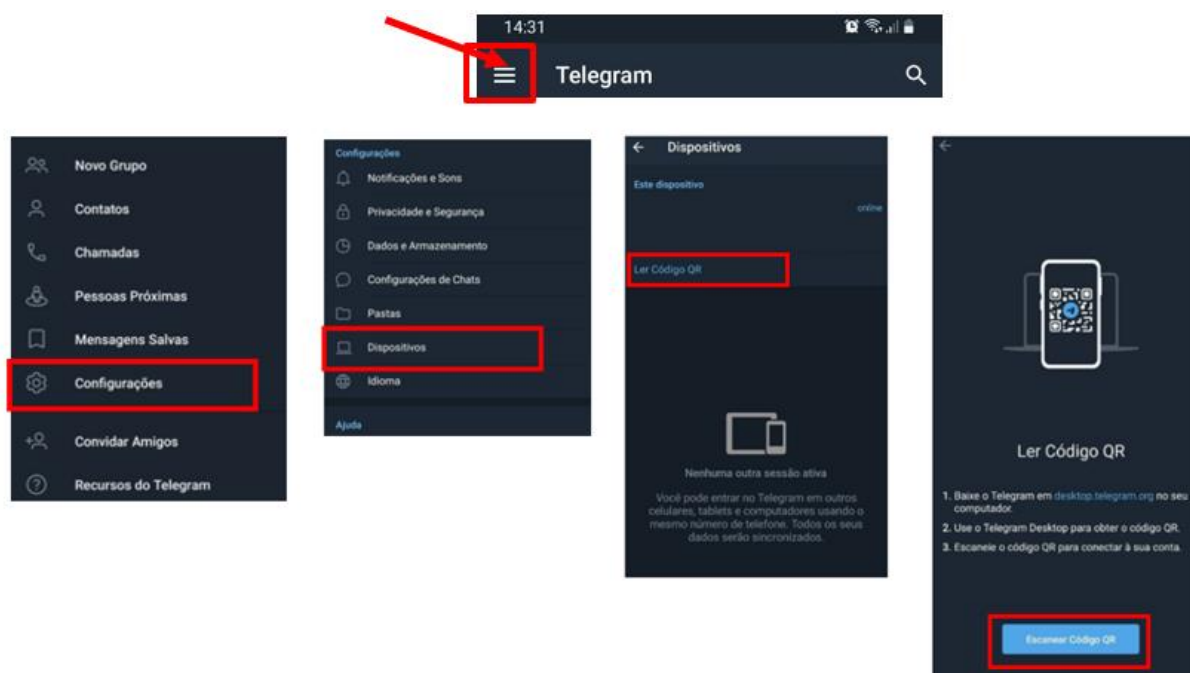 14:31
Telegram
Novo Grupo
Contatos
Chamadas
Pessoas Próximas
Mensagens Salvas
Configurações
Convidar Amigos
Recursos do Telegram
Configurações
Notificações e Sons
Privacidade e Segurança
Dados e Armazenamento
Configurações de Chats
Pastas
Dispositivos
Idioma
Ajuda
Dispositivos
Este dispositivo
online
Ler Código QR
Nenhuma outra sessão ativa
Você pode entrar no Telegram em outros
celulares, tablets e computadores usando o
mesmo número de telefone. Todos os seus
dados serão sincronizados.
Ler Código QR
1. Baixe o Telegram em desktop.telegram.org no seu
computador.
2. Use o Telegram Desktop para obter o código QR.
3. Escaneie o código QR para conectar à sua conta.
Escanear Código QR